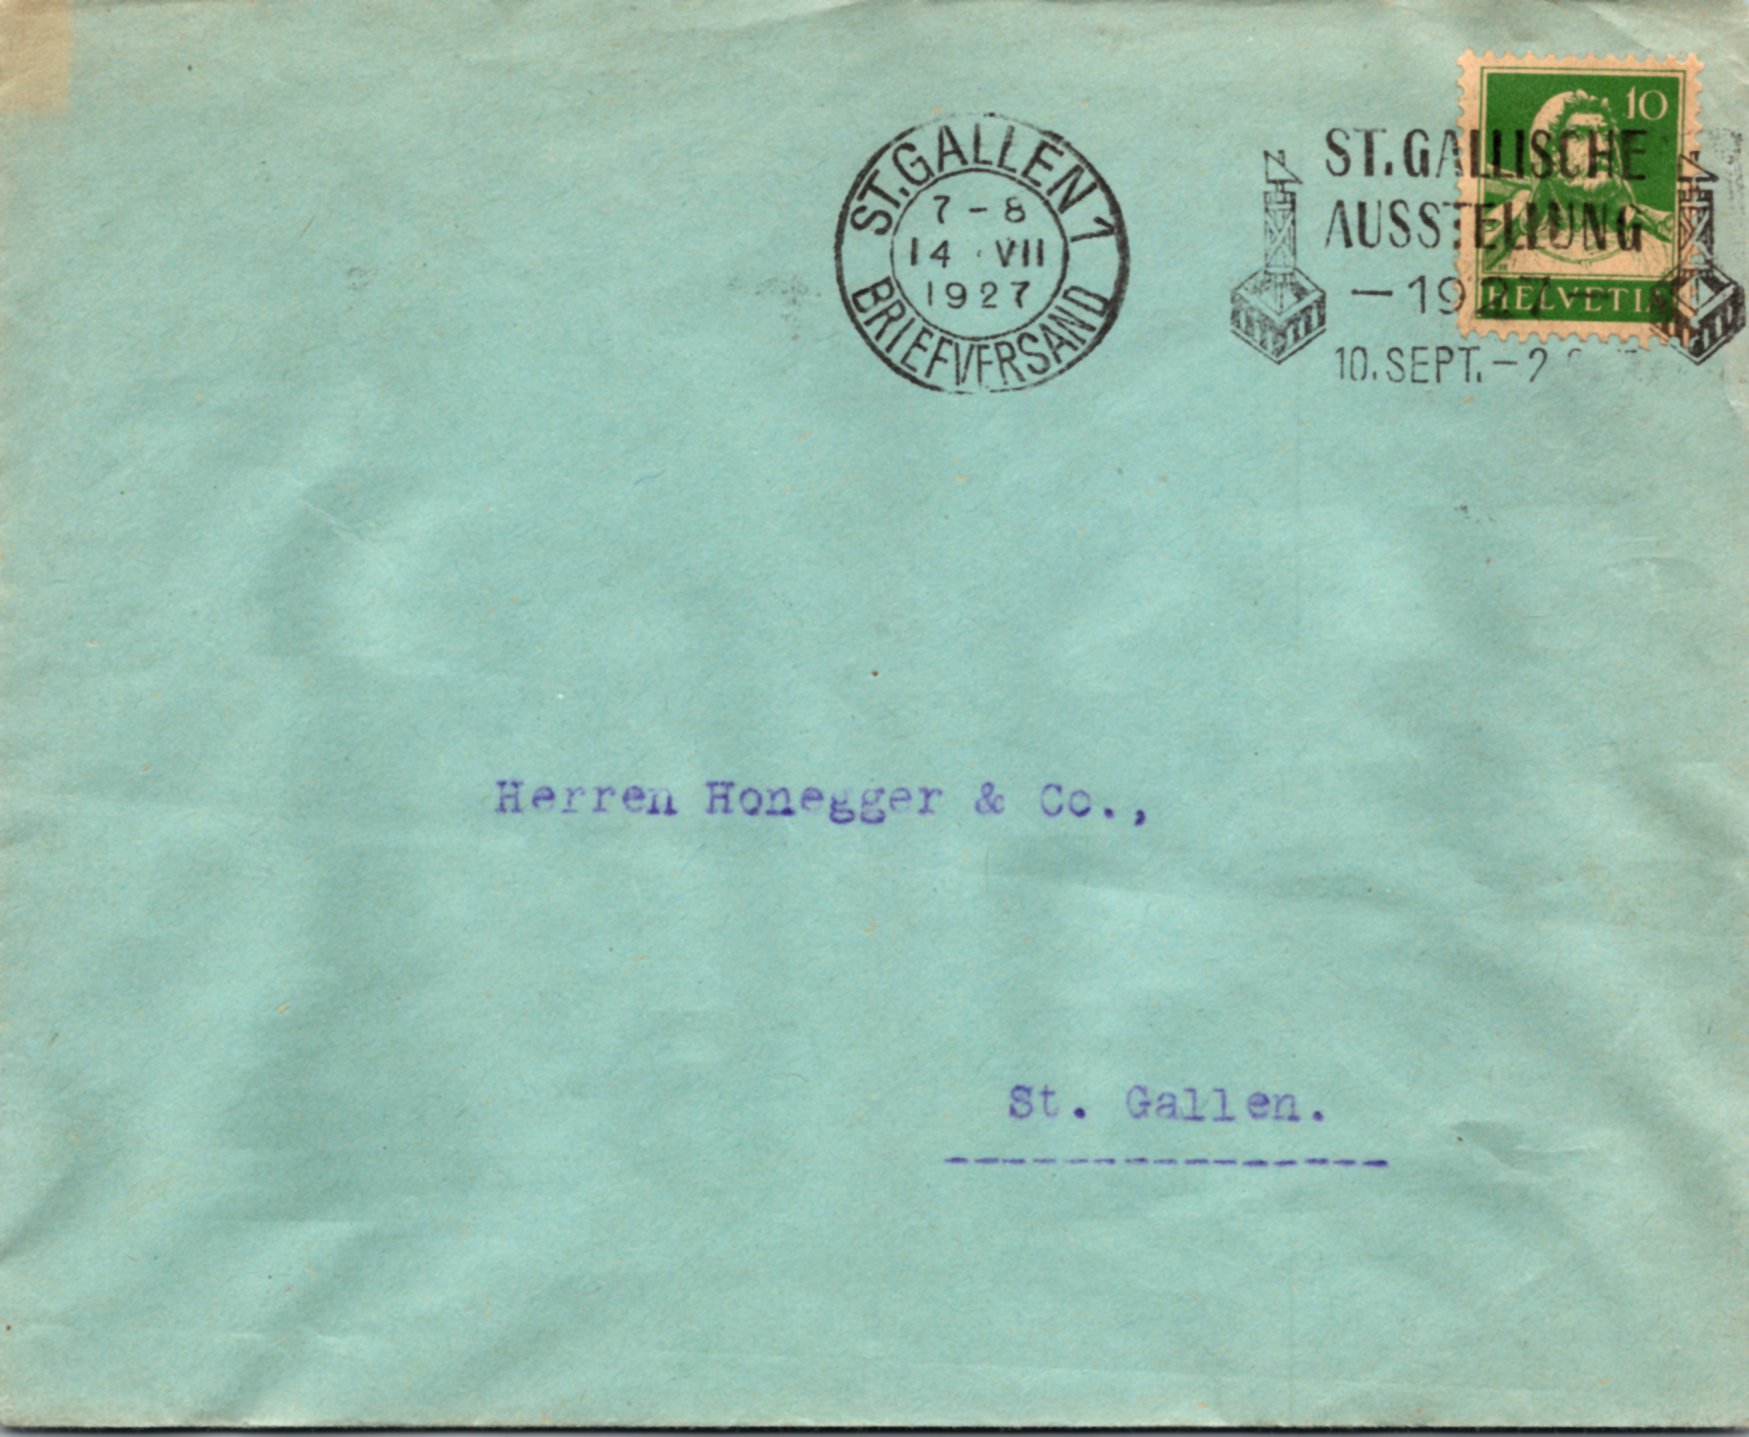 ST. GALLEN 1
7-8
14 · VII
1927
BRIEFVERSAND
ST. GALLISCHE
AUSSTELLUNG
— 1927 —
10. SEPT. –
10
HELVETIA
Herren Honegger & Co.,
St. Gallen.